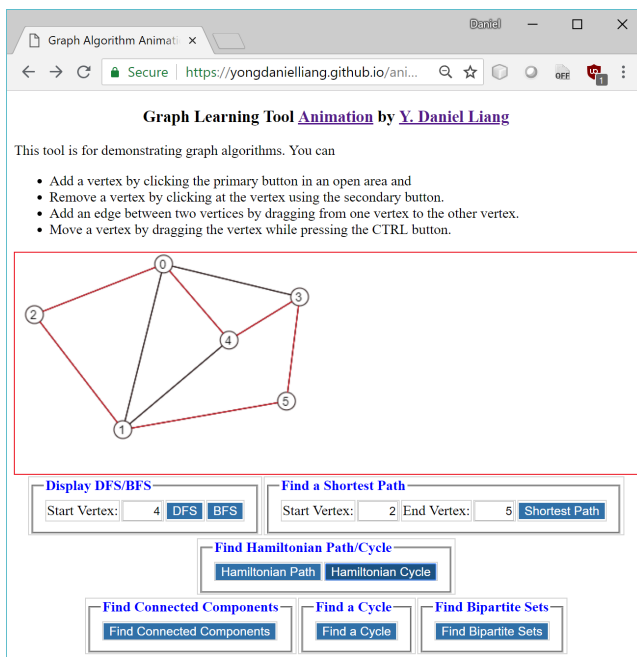 Daniel
Graph Algorithm Animati
Secure https://yongdanielliang.github.io/ani... OFF 1
Graph Learning Tool Animation by Y. Daniel Liang
This tool is for demonstrating graph algorithms. You can
• Add a vertex by clicking the primary button in an open area and
• Remove a vertex by clicking at the vertex using the secondary button.
• Add an edge between two vertices by dragging from one vertex to the other vertex.
• Move a vertex by dragging the vertex while pressing the CTRL button.
0
3
2
4
5
1
Display DFS/BFS
Start Vertex: 4 DFS BFS
Find a Shortest Path
Start Vertex: 2 End Vertex: 5 Shortest Path
Find Hamiltonian Path/Cycle
Hamiltonian Path Hamiltonian Cycle
Find Connected Components
Find Connected Components
Find a Cycle
Find a Cycle
Find Bipartite Sets
Find Bipartite Sets